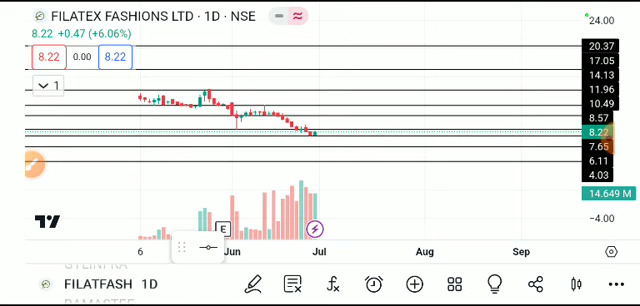 FILATEX FASHIONS LTD · 1D · NSE
8.22 +0.47 (+6.06%)
8.22 0.00 8.22
1
24.00
20.37
17.05
14.13
11.96
10.49
8.57
8.22
7.65
6.11
4.03
14.649 M
−4.00
E
6 Jun Jul Aug Sep
FILATFASH 1D